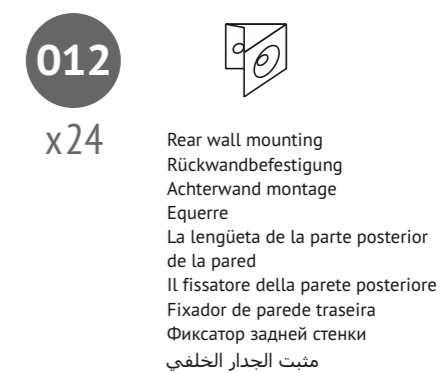 012
x24
Rear wall mounting
Rückwandbefestigung
Achterwand montage
Equerre
La lengüeta de la parte posterior
de la pared
Il fissatore della parete posteriore
Fixador de parede traseira
Фиксатор задней стенки
مثبت الجدار الخلفي